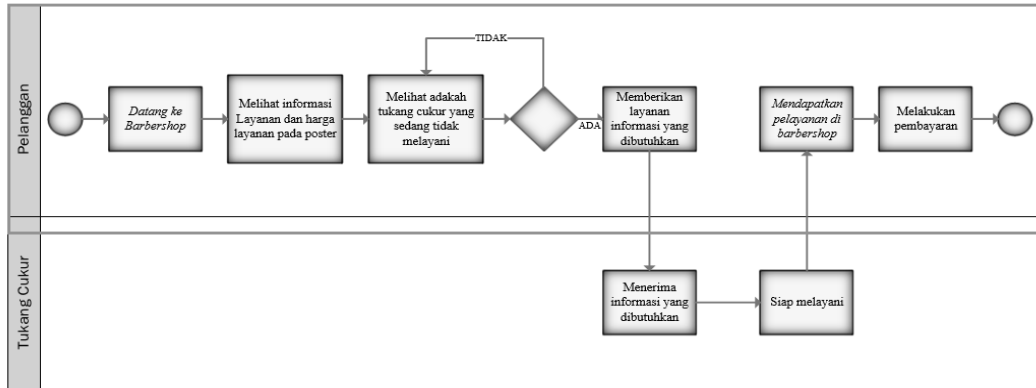 Pelanggan
Datang ke
Barbershop
Melihat informasi
Layanan dan harga
layanan pada poster
Melihat adakah
tukang cukur yang
sedang tidak
melayani
TIDAK
ADA
Memberikan
layanan
informasi yang
dibutuhkan
Mendapatkan
pelayanan di
barbershop
Melakukan
pembayaran
Tukang Cukur
Menerima
informasi yang
dibutuhkan
Siap melayani